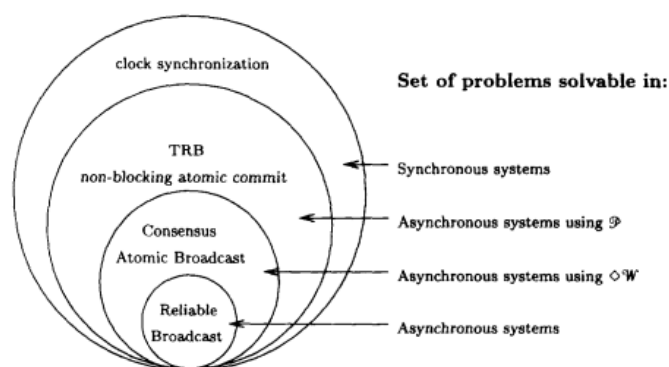 clock synchronization
TRB
non-blocking atomic commit
Consensus
Atomic Broadcast
Reliable
Broadcast
Set of problems solvable in:
Synchronous systems
Asynchronous systems using 𝒫
Asynchronous systems using ◇𝒲
Asynchronous systems